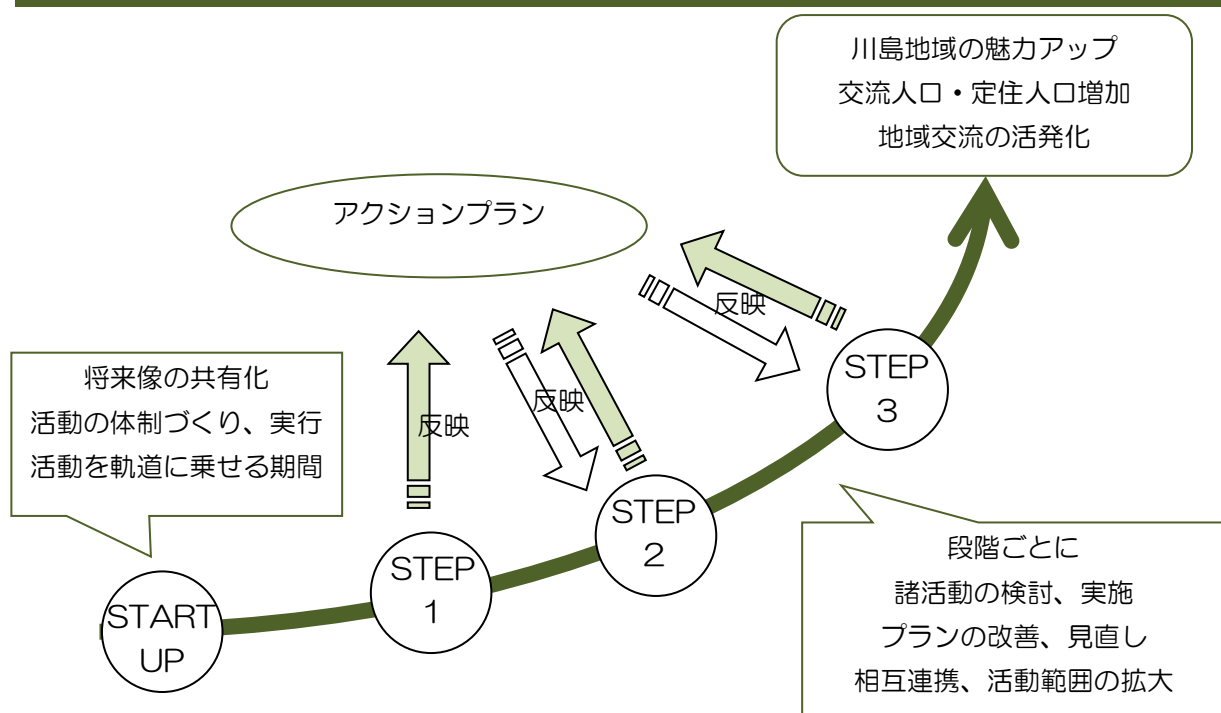 川島地域の魅力アップ
交流人口・定住人口増加
地域交流の活発化
アクションプラン
反映
反映
反映
将来像の共有化
活動の体制づくり、実行
活動を軌道に乗せる期間
START
UP
STEP
1
STEP
2
STEP
3
段階ごとに
諸活動の検討、実施
プランの改善、見直し
相互連携、活動範囲の拡大